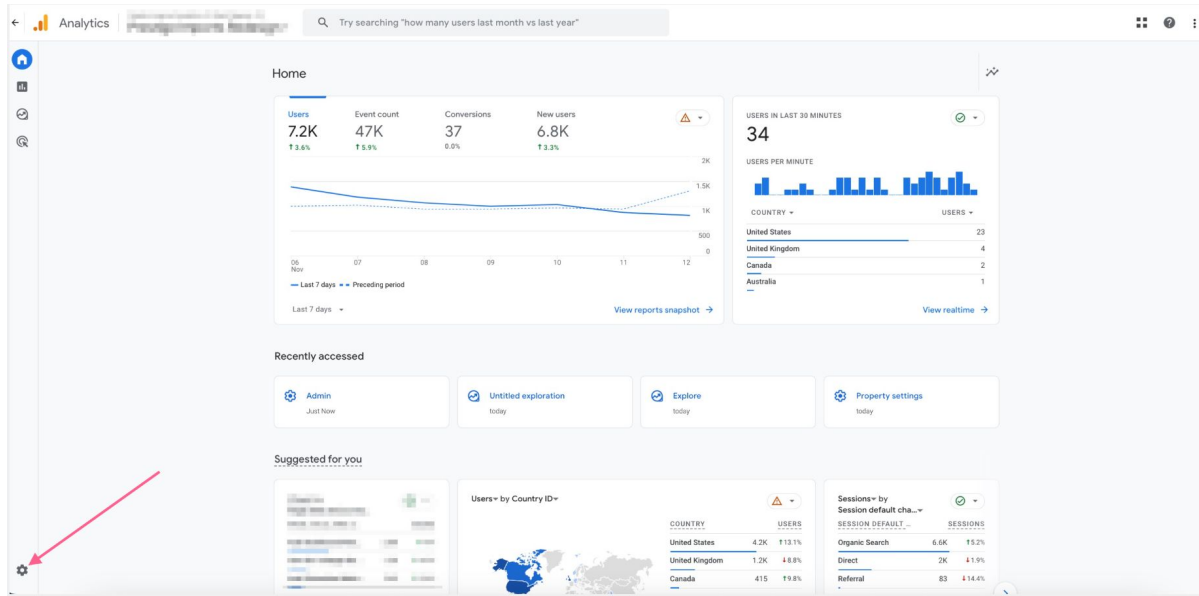 Analytics
Try searching "how many users last month vs last year"
Home
Users
7.2K
↑ 3.6%
Event count
47K
↑ 5.9%
Conversions
37
0.0%
New users
6.8K
↑ 3.3%
2K
1.5K
1K
500
0
06
Nov
07
08
09
10
11
12
Last 7 days
Preceding period
Last 7 days
View reports snapshot
USERS IN LAST 30 MINUTES
34
USERS PER MINUTE
COUNTRY
USERS
United States 23
United Kingdom 4
Canada 2
Australia 1
View realtime
Recently accessed
Admin
Just Now
Untitled exploration
today
Explore
today
Property settings
today
Suggested for you
Users by Country ID
COUNTRY USERS
United States 4.2K ↑13.1%
United Kingdom 1.2K ↓8.8%
Canada 415 ↑9.8%
Sessions by
Session default cha...
SESSION DEFAULT ... SESSIONS
Organic Search 6.6K ↑5.2%
Direct 2K ↓1.9%
Referral 83 ↓14.4%